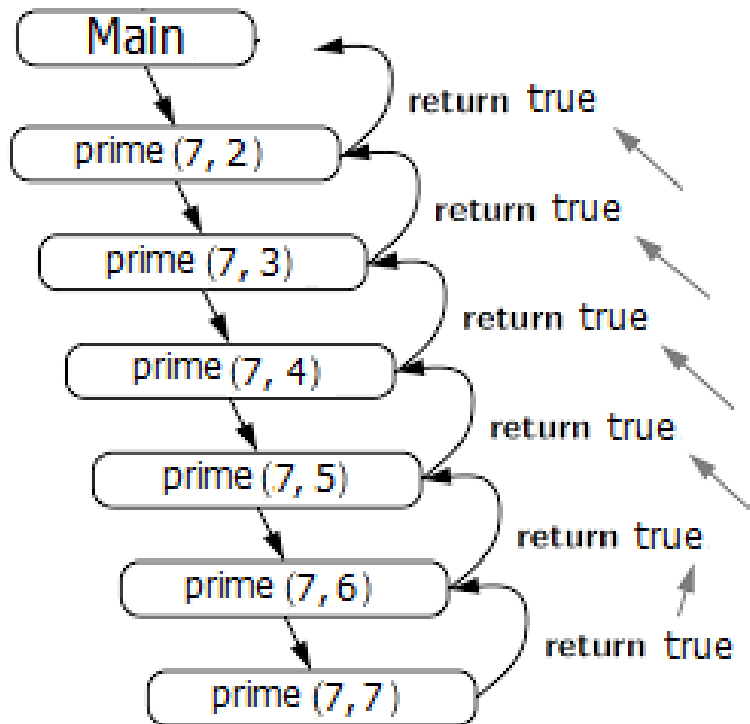 Main
return true
prime (7, 2)
return true
prime (7, 3)
return true
prime (7, 4)
return true
prime (7, 5)
return true
prime (7, 6)
return true
prime (7, 7)